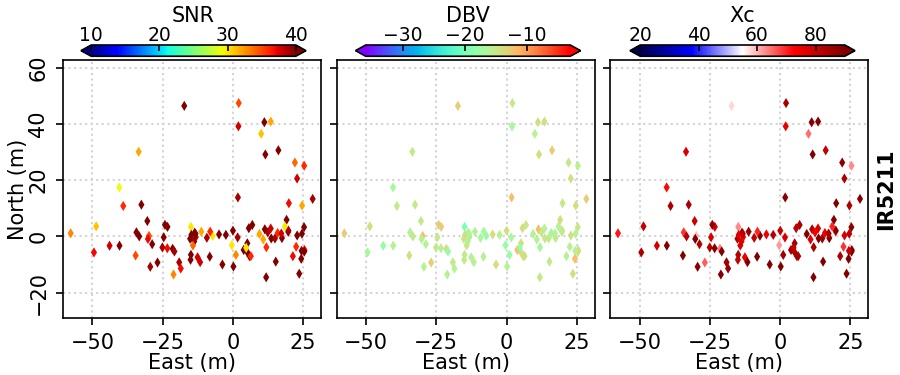 SNR DBV Xc
10 20 30 40 −30 −20 −10 20 40 60 80
60
40
20
0
−20
North (m)
−50 −25 0 25 −50 −25 0 25 −50 −25 0 25
East (m) East (m) East (m)
IR5211